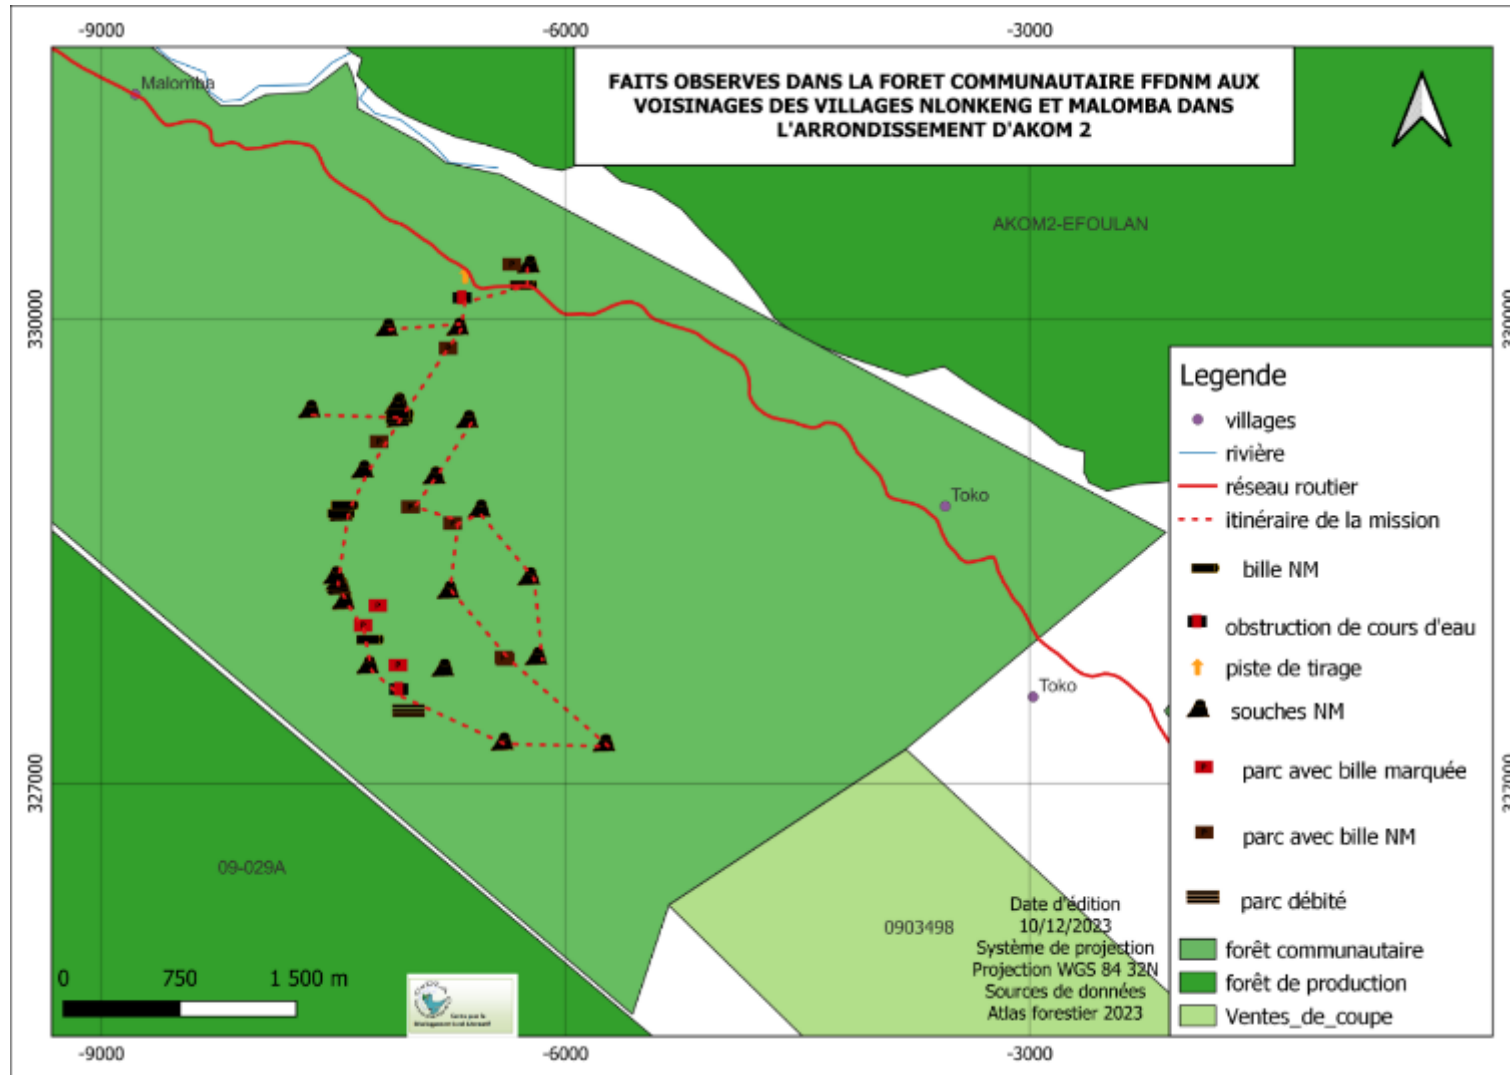 -9000
-6000
-3000
Malomba
FAITS OBSERVES DANS LA FORET COMMUNAUTAIRE FFDNM AUX
VOISINAGES DES VILLAGES NLONKENG ET MALOMBA DANS
L'ARRONDISSEMENT D'AKOM 2
AKOM2-EFOULAN
330000
330000
Toko
Toko
327000
327000
09-029A
0903498
Legende
villages
rivière
réseau routier
itinéraire de la mission
bille NM
obstruction de cours d'eau
piste de tirage
souches NM
parc avec bille marquée
parc avec bille NM
parc débité
forêt communautaire
forêt de production
Ventes_de_coupe
Date d'édition
10/12/2023
Système de projection
Projection WGS 84 32N
Sources de données
Atlas forestier 2023
0
750
1 500 m
-9000
-6000
-3000